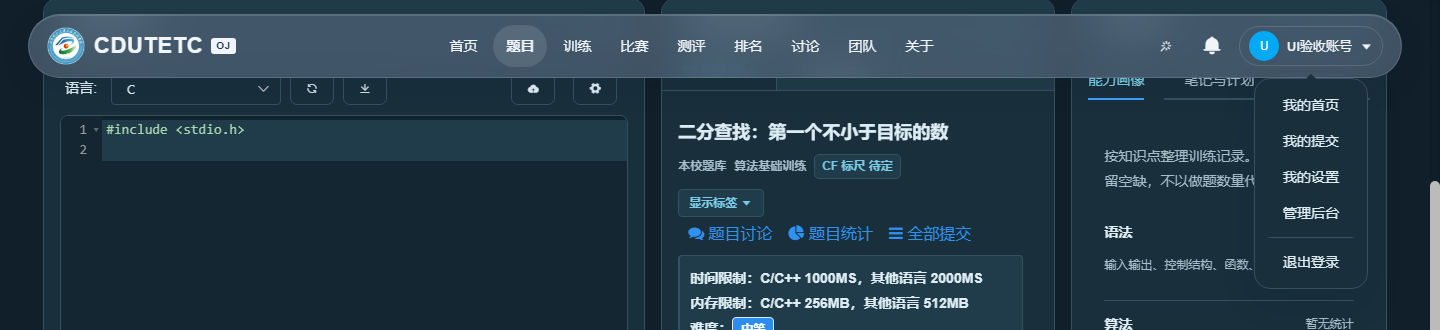 CDUTETC OJ 首页 题目 训练 比赛 测评 排名 讨论 团队 关于 U UI验收账号
语言: C
能力画像 笔记与计划
我的首页
我的提交
我的设置
管理后台
退出登录
1 #include <stdio.h>
2
二分查找：第一个不小于目标的数
本校题库 算法基础训练 CF 标尺 待定
显示标签
题目讨论 题目统计 全部提交
时间限制：C/C++ 1000MS，其他语言 2000MS
内存限制：C/C++ 256MB，其他语言 512MB
难度： 中等
按知识点整理训练记录。
留空缺，不以做题数量代
语法
输入输出、控制结构、函数、
算法 暂无统计